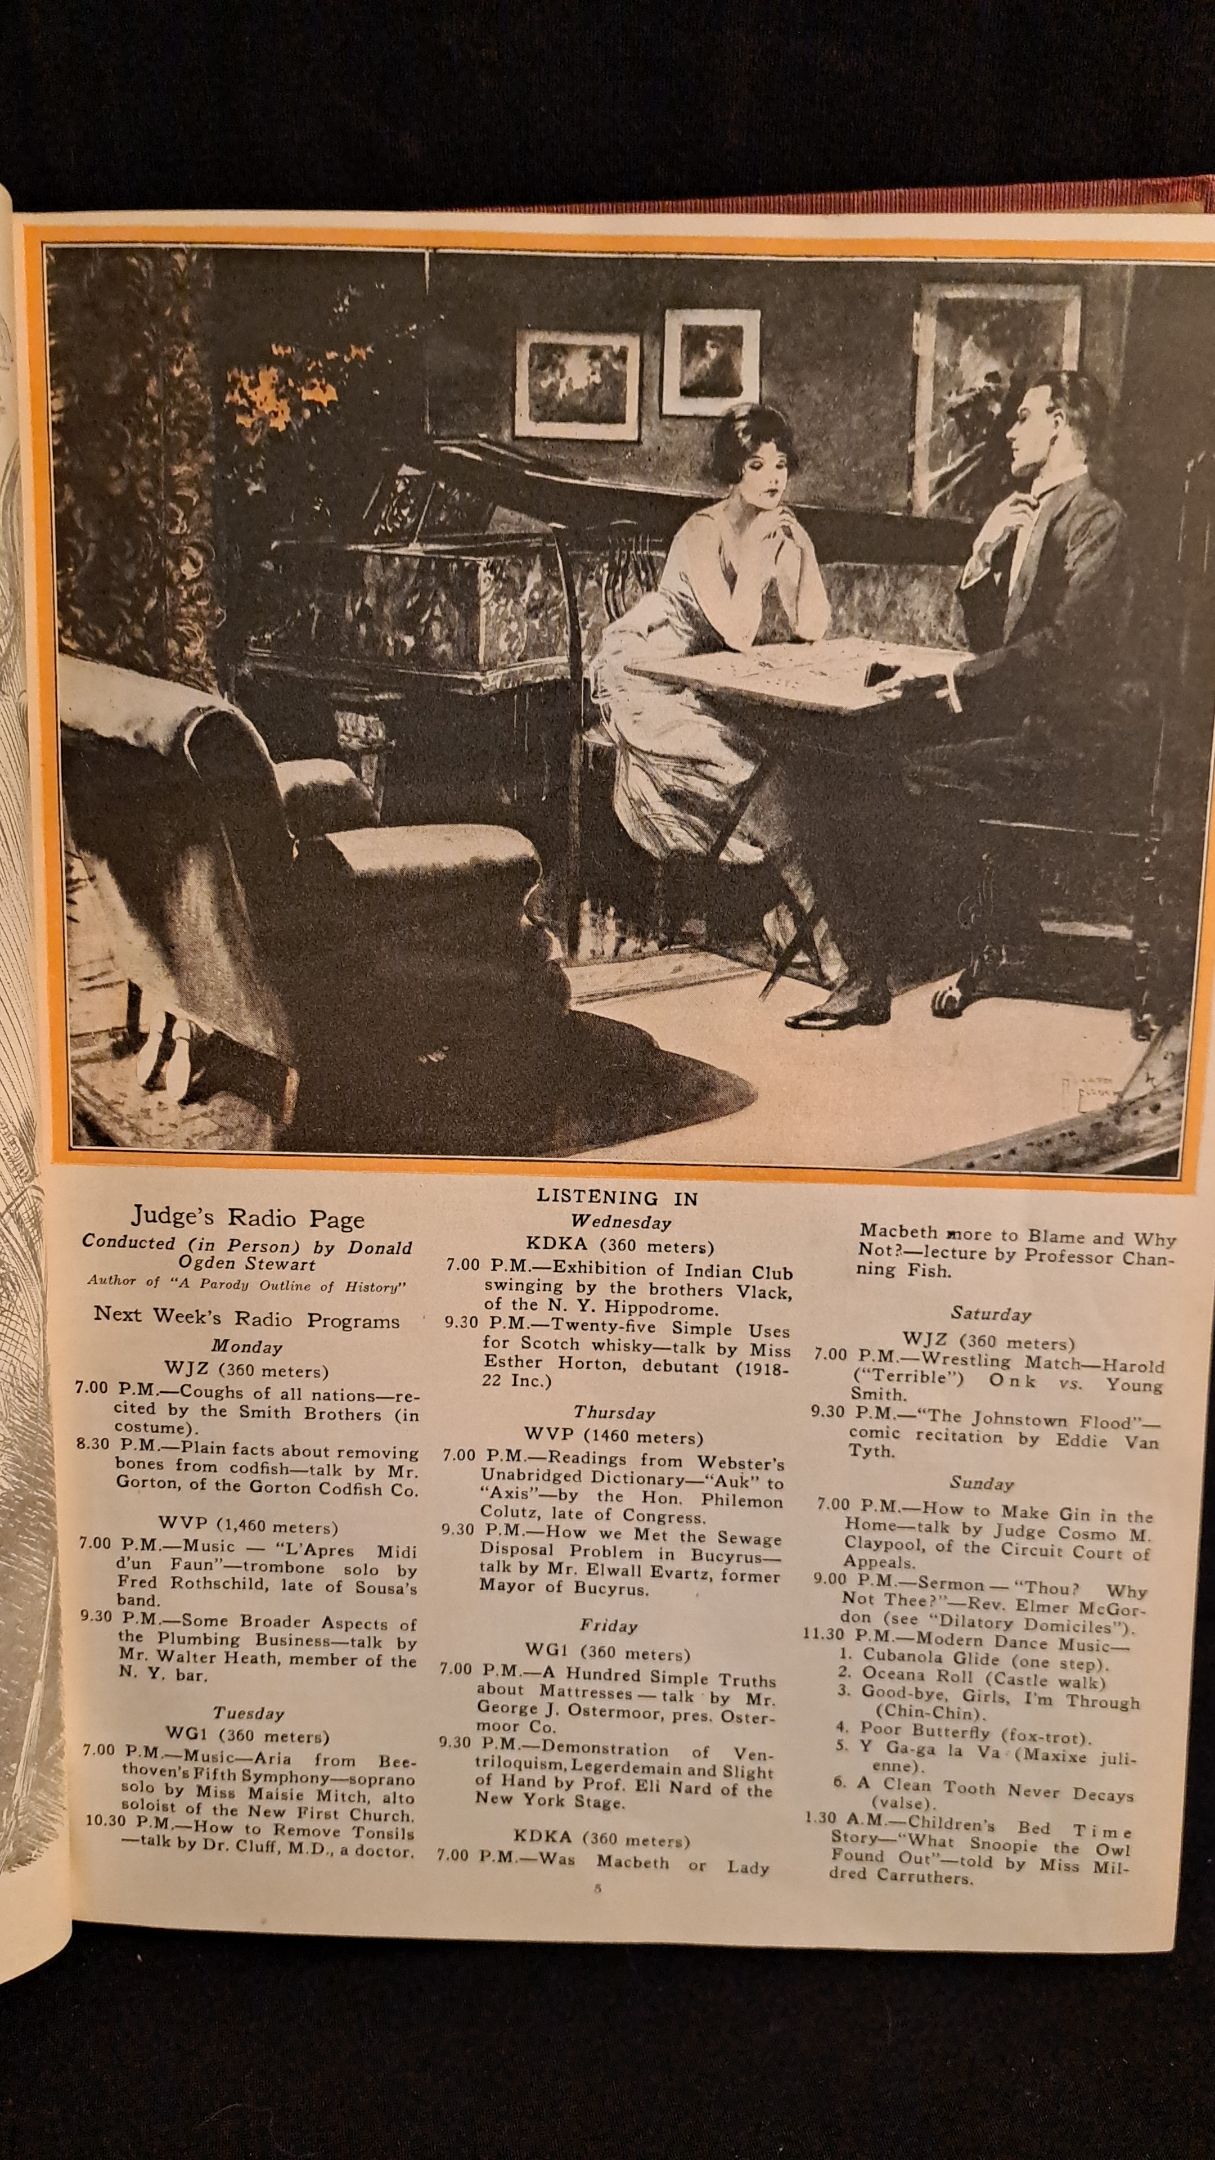 LISTENING IN
Judge's Radio Page
Conducted (in Person) by Donald
Ogden Stewart
Author of "A Parody Outline of History"
Next Week's Radio Programs
Monday
WJZ (360 meters)
7.00 P.M.—Coughs of all nations—re-
cited by the Smith Brothers (in
costume).
8.30 P.M.—Plain facts about removing
bones from codfish—talk by Mr.
Gorton, of the Gorton Codfish Co.
WVP (1,460 meters)
7.00 P.M.—Music — "L'Apres Midi
d'un Faun"—trombone solo by
Fred Rothschild, late of Sousa's
band.
9.30 P.M.—Some Broader Aspects of
the Plumbing Business—talk by
Mr. Walter Heath, member of the
N. Y. bar.
Tuesday
WG1 (360 meters)
7.00 P.M.—Music—Aria from Bee-
thoven's Fifth Symphony—soprano
solo by Miss Maisie Mitch, alto
soloist of the New First Church.
10.30 P.M.—How to Remove Tonsils
—talk by Dr. Cluff, M.D., a doctor.
Wednesday
KDKA (360 meters)
7.00 P.M.—Exhibition of Indian Club
swinging by the brothers Vlack,
of the N. Y. Hippodrome.
9.30 P.M.—Twenty-five Simple Uses
for Scotch whisky—talk by Miss
Esther Horton, debutant (1918-
22 Inc.)
Thursday
WVP (1460 meters)
7.00 P.M.—Readings from Webster's
Unabridged Dictionary—"Auk" to
"Axis"—by the Hon. Philemon
Colutz, late of Congress.
9.30 P.M.—How we Met the Sewage
Disposal Problem in Bucyrus—
talk by Mr. Elwall Evartz, former
Mayor of Bucyrus.
Friday
WG1 (360 meters)
7.00 P.M.—A Hundred Simple Truths
about Mattresses—talk by Mr.
George J. Ostermoor, pres. Oster-
moor Co.
9.30 P.M.—Demonstration of Ven-
triloquism, Legerdemain and Slight
of Hand by Prof. Eli Nard of the
New York Stage.
KDKA (360 meters)
7.00 P.M.—Was Macbeth or Lady
Macbeth more to Blame and Why
Not?—lecture by Professor Chan-
ning Fish.
Saturday
WJZ (360 meters)
7.00 P.M.—Wrestling Match—Harold
("Terrible") Onk vs. Young
Smith.
9.30 P.M.—"The Johnstown Flood"—
comic recitation by Eddie Van
Tyth.
Sunday
7.00 P.M.—How to Make Gin in the
Home—talk by Judge Cosmo M.
Claypool, of the Circuit Court of
Appeals.
9.00 P.M.—Sermon—"Thou? Why
Not Thee?"—Rev. Elmer McGor-
don (see "Dilatory Domiciles").
11.30 P.M.—Modern Dance Music—
1. Cubanola Glide (one step).
2. Oceana Roll (Castle walk)
3. Good-bye, Girls, I'm Through
(Chin-Chin).
4. Poor Butterfly (fox-trot).
5. Y Ga-ga la Va (Maxixe juli-
enne).
6. A Clean Tooth Never Decays
(valse).
1.30 A.M.—Children's Bed Time
Story—"What Snoopie the Owl
Found Out"—told by Miss Mil-
dred Carruthers.